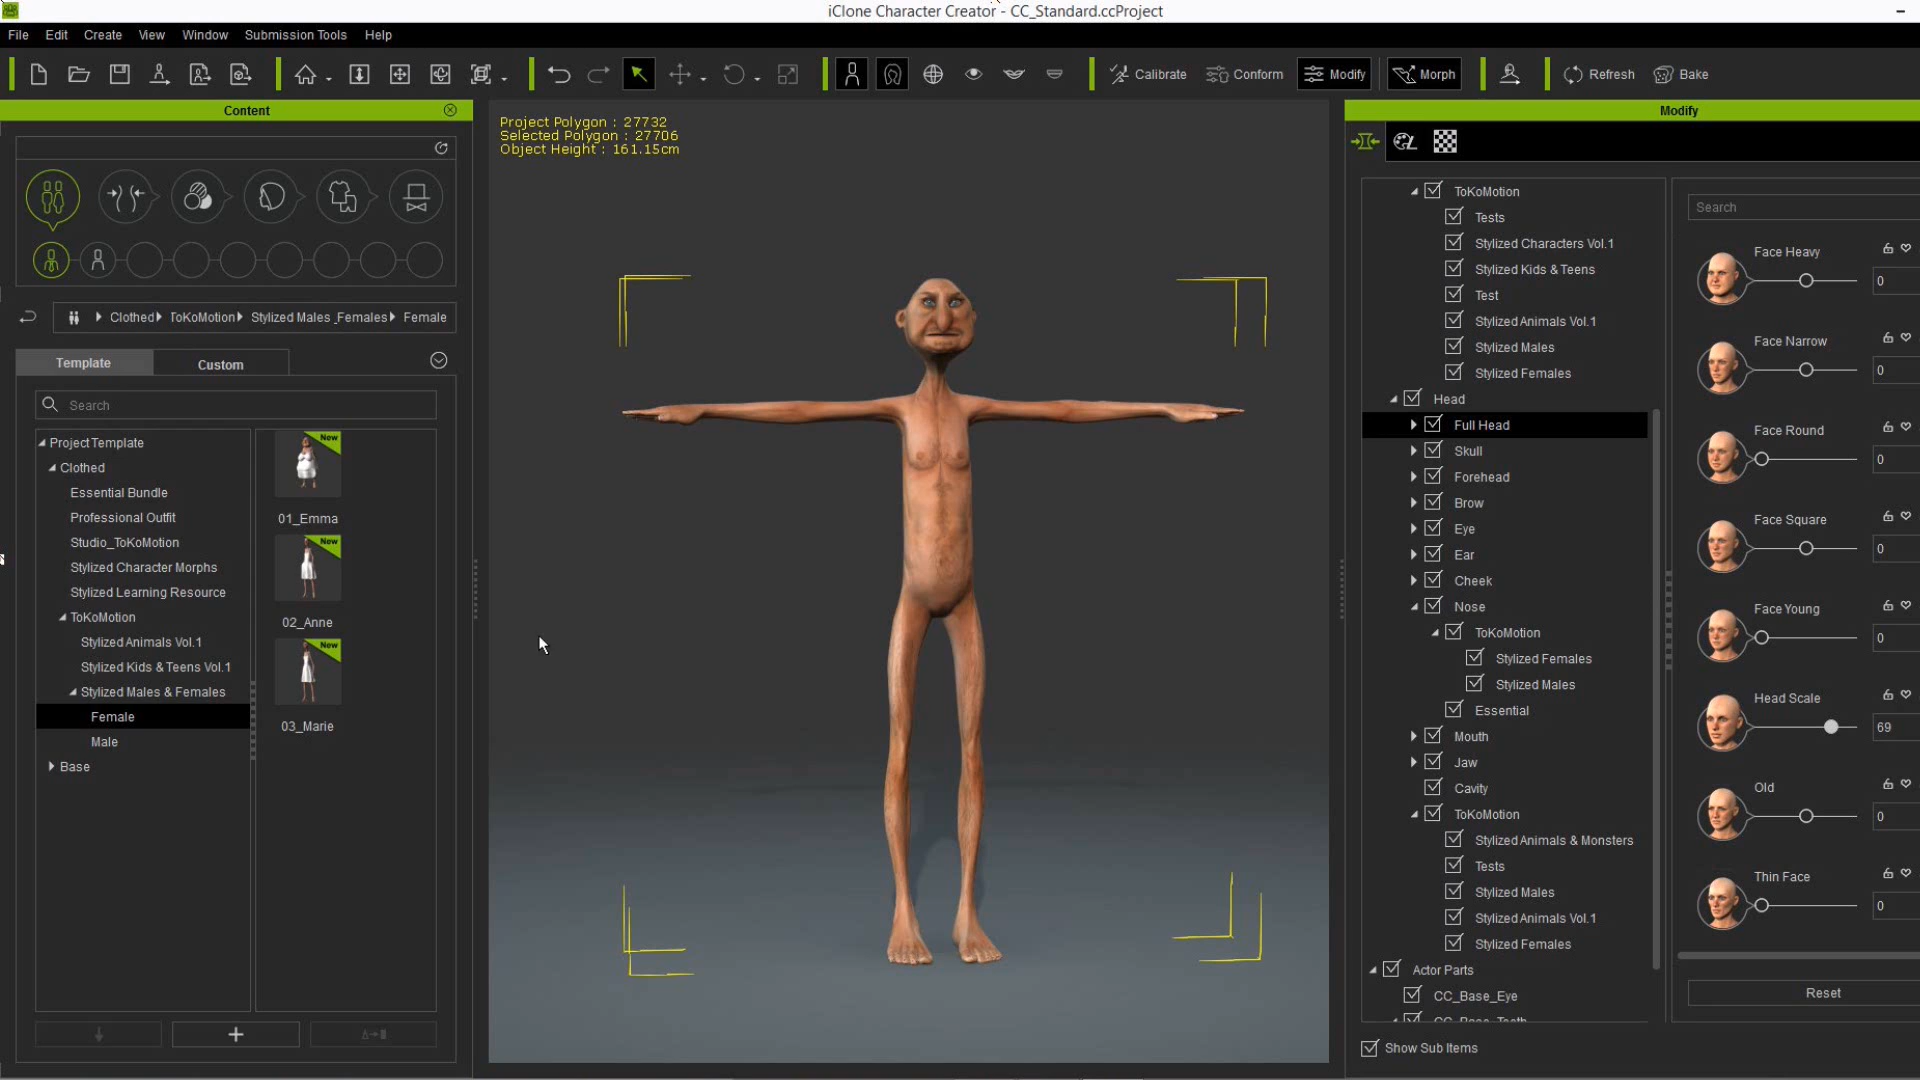 iClone Character Creator - CC_Standard.ccProject
File Edit Create View Window Submission Tools Help
Calibrate Conform Modify Morph Refresh Bake
Content
Clothed ToKoMotion Stylized Males _Females Female
Template Custom
Search
Project Template
Clothed
Essential Bundle
Professional Outfit
Studio_ToKoMotion
Stylized Character Morphs
Stylized Learning Resource
ToKoMotion
Stylized Animals Vol.1
Stylized Kids & Teens Vol.1
Stylized Males & Females
Female
Male
Base
New
01_Emma
New
02_Anne
New
03_Marie
Project Polygon : 27732
Selected Polygon : 27706
Object Height : 161.15cm
Modify
ToKoMotion
Tests
Stylized Characters Vol.1
Stylized Kids & Teens
Test
Stylized Animals Vol.1
Stylized Males
Stylized Females
Head
Full Head
Skull
Forehead
Brow
Eye
Ear
Cheek
Nose
ToKoMotion
Stylized Females
Stylized Males
Essential
Mouth
Jaw
Cavity
ToKoMotion
Stylized Animals & Monsters
Tests
Stylized Males
Stylized Animals Vol.1
Stylized Females
Actor Parts
CC_Base_Eye
CC_Base_Teeth
Show Sub Items
Search
Face Heavy
0
Face Narrow
0
Face Round
0
Face Square
0
Face Young
0
Head Scale
69
Old
0
Thin Face
0
Reset